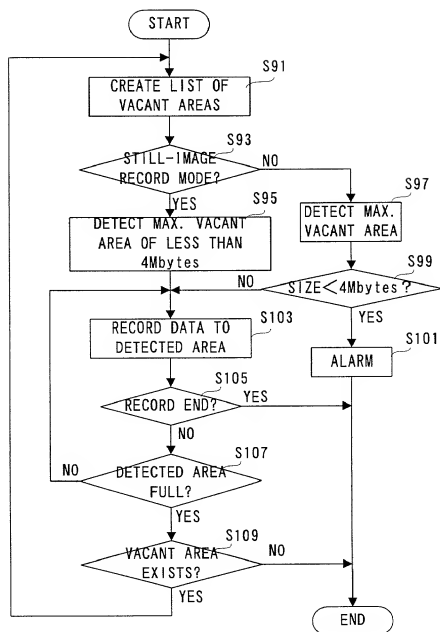 START
S91
CREATE LIST OF
VACANT AREAS
S93
STILL-IMAGE
RECORD MODE?
NO
YES
S95
DETECT MAX. VACANT
AREA OF LESS THAN
4Mbytes
S97
DETECT MAX.
VACANT AREA
S99
SIZE<4Mbytes?
NO
YES
S101
ALARM
S103
RECORD DATA TO
DETECTED AREA
S105
RECORD END?
YES
NO
S107
DETECTED AREA
FULL?
NO
YES
S109
VACANT AREA
EXISTS?
NO
YES
END